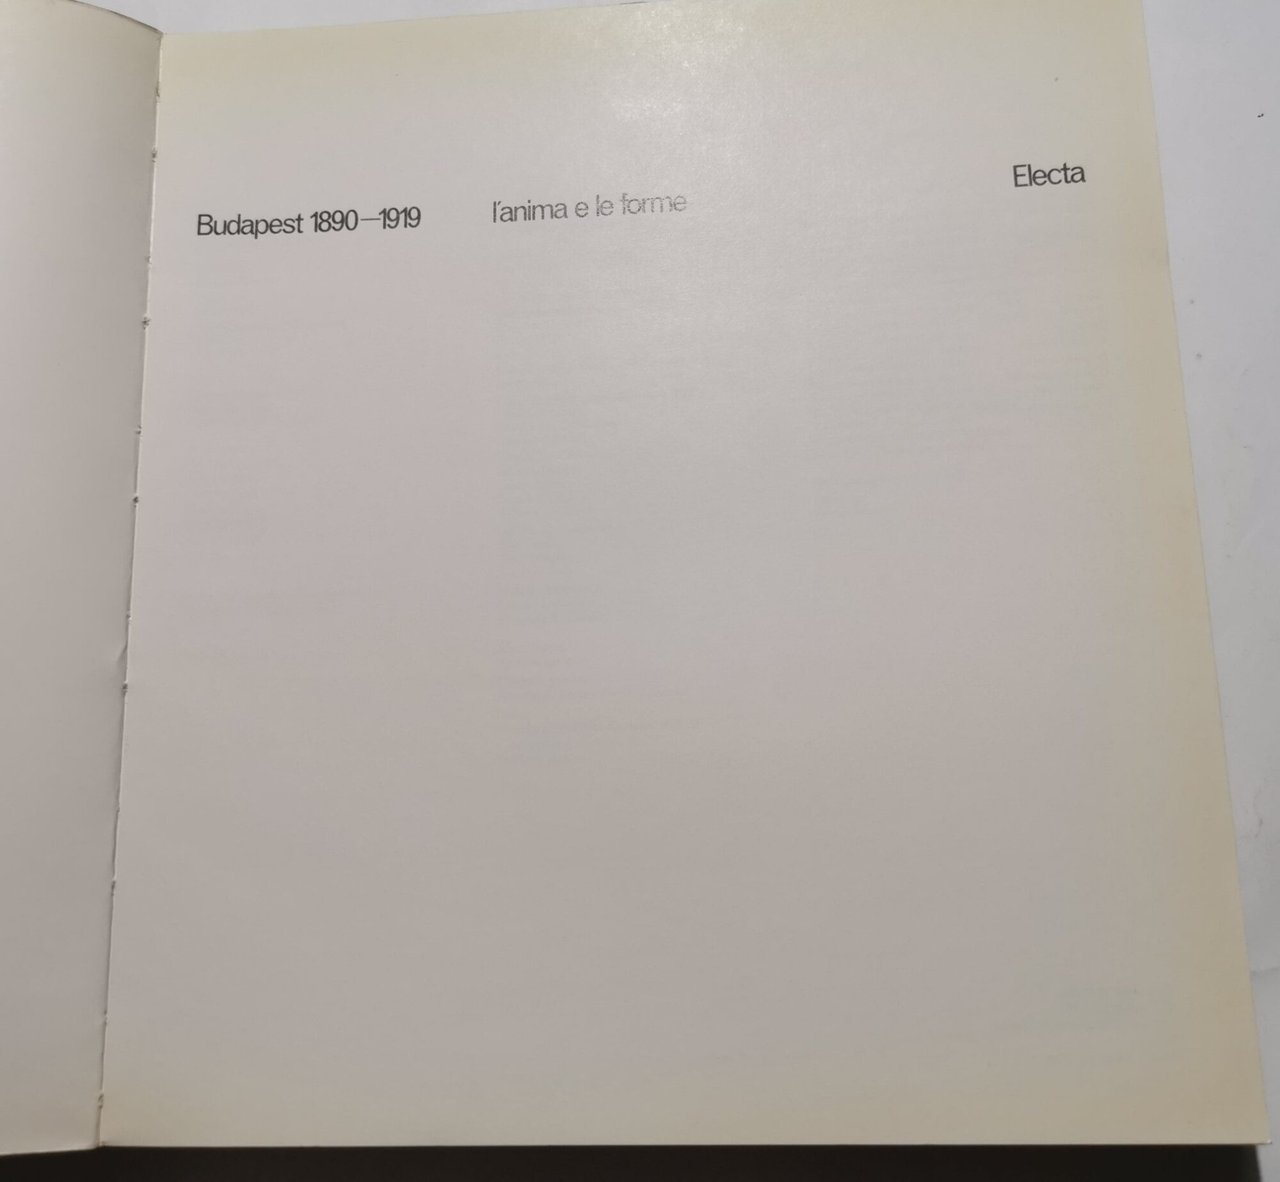 Electa
Budapest 1890—1919 l'anima e le forme